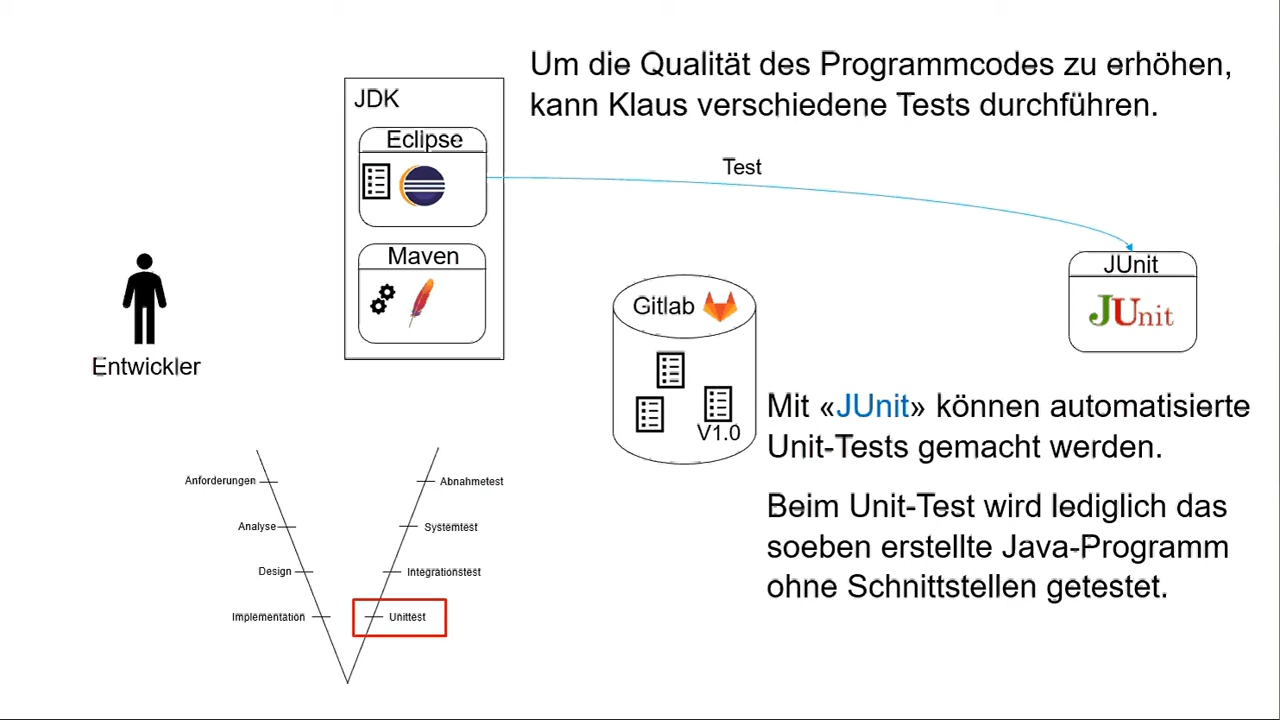 Um die Qualität des Programmcodes zu erhöhen,
kann Klaus verschiedene Tests durchführen.
JDK
Eclipse
Test
Maven
JUnit
JUnit
Gitlab
V1.0
Entwickler
Mit «JUnit» können automatisierte
Unit-Tests gemacht werden.
Beim Unit-Test wird lediglich das
soeben erstellte Java-Programm
ohne Schnittstellen getestet.
Anforderungen
Abnahmetest
Analyse
Systemtest
Design
Integrationstest
Implementation
Unittest